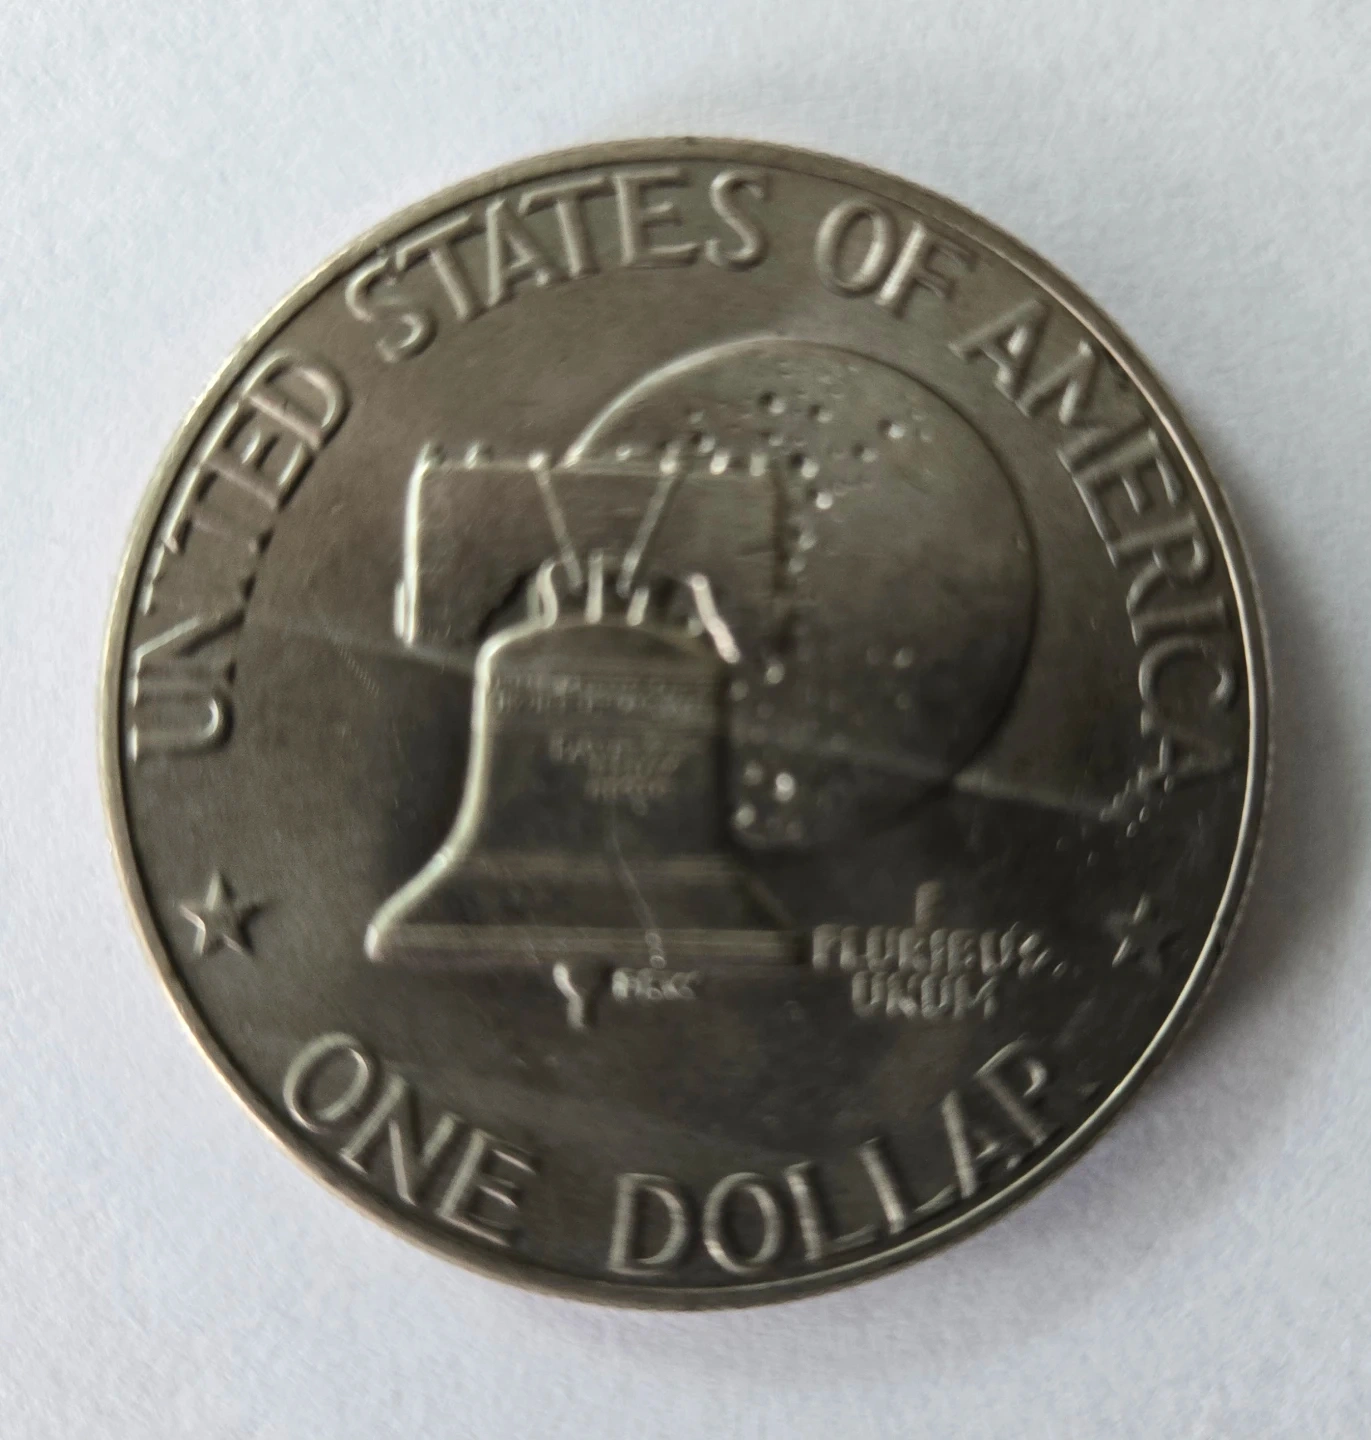 UNITED STATES OF AMERICA
E
PLURIBUS
UNUM
ONE DOLLAR